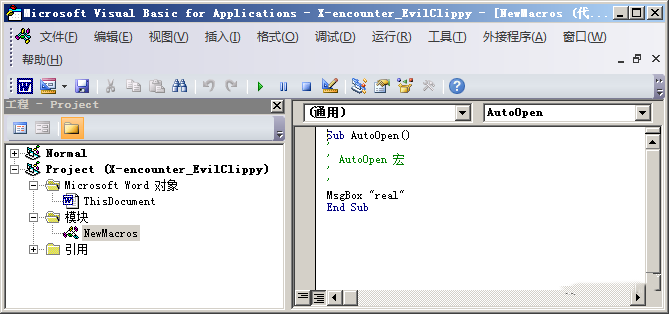 Microsoft Visual Basic for Applications - X-encounter_EvilClippy - [NewMacros (代...
文件(F) 编辑(E) 视图(V) 插入(I) 格式(O) 调试(D) 运行(R) 工具(T) 外接程序(A) 窗口(W)
帮助(H)
工程 - Project
(通用) AutoOpen
Normal
Project (X-encounter_EvilClippy)
Microsoft Word 对象
ThisDocument
模块
NewMacros
引用
Sub AutoOpen()
'
' AutoOpen 宏
'
'
MsgBox "real"
End Sub